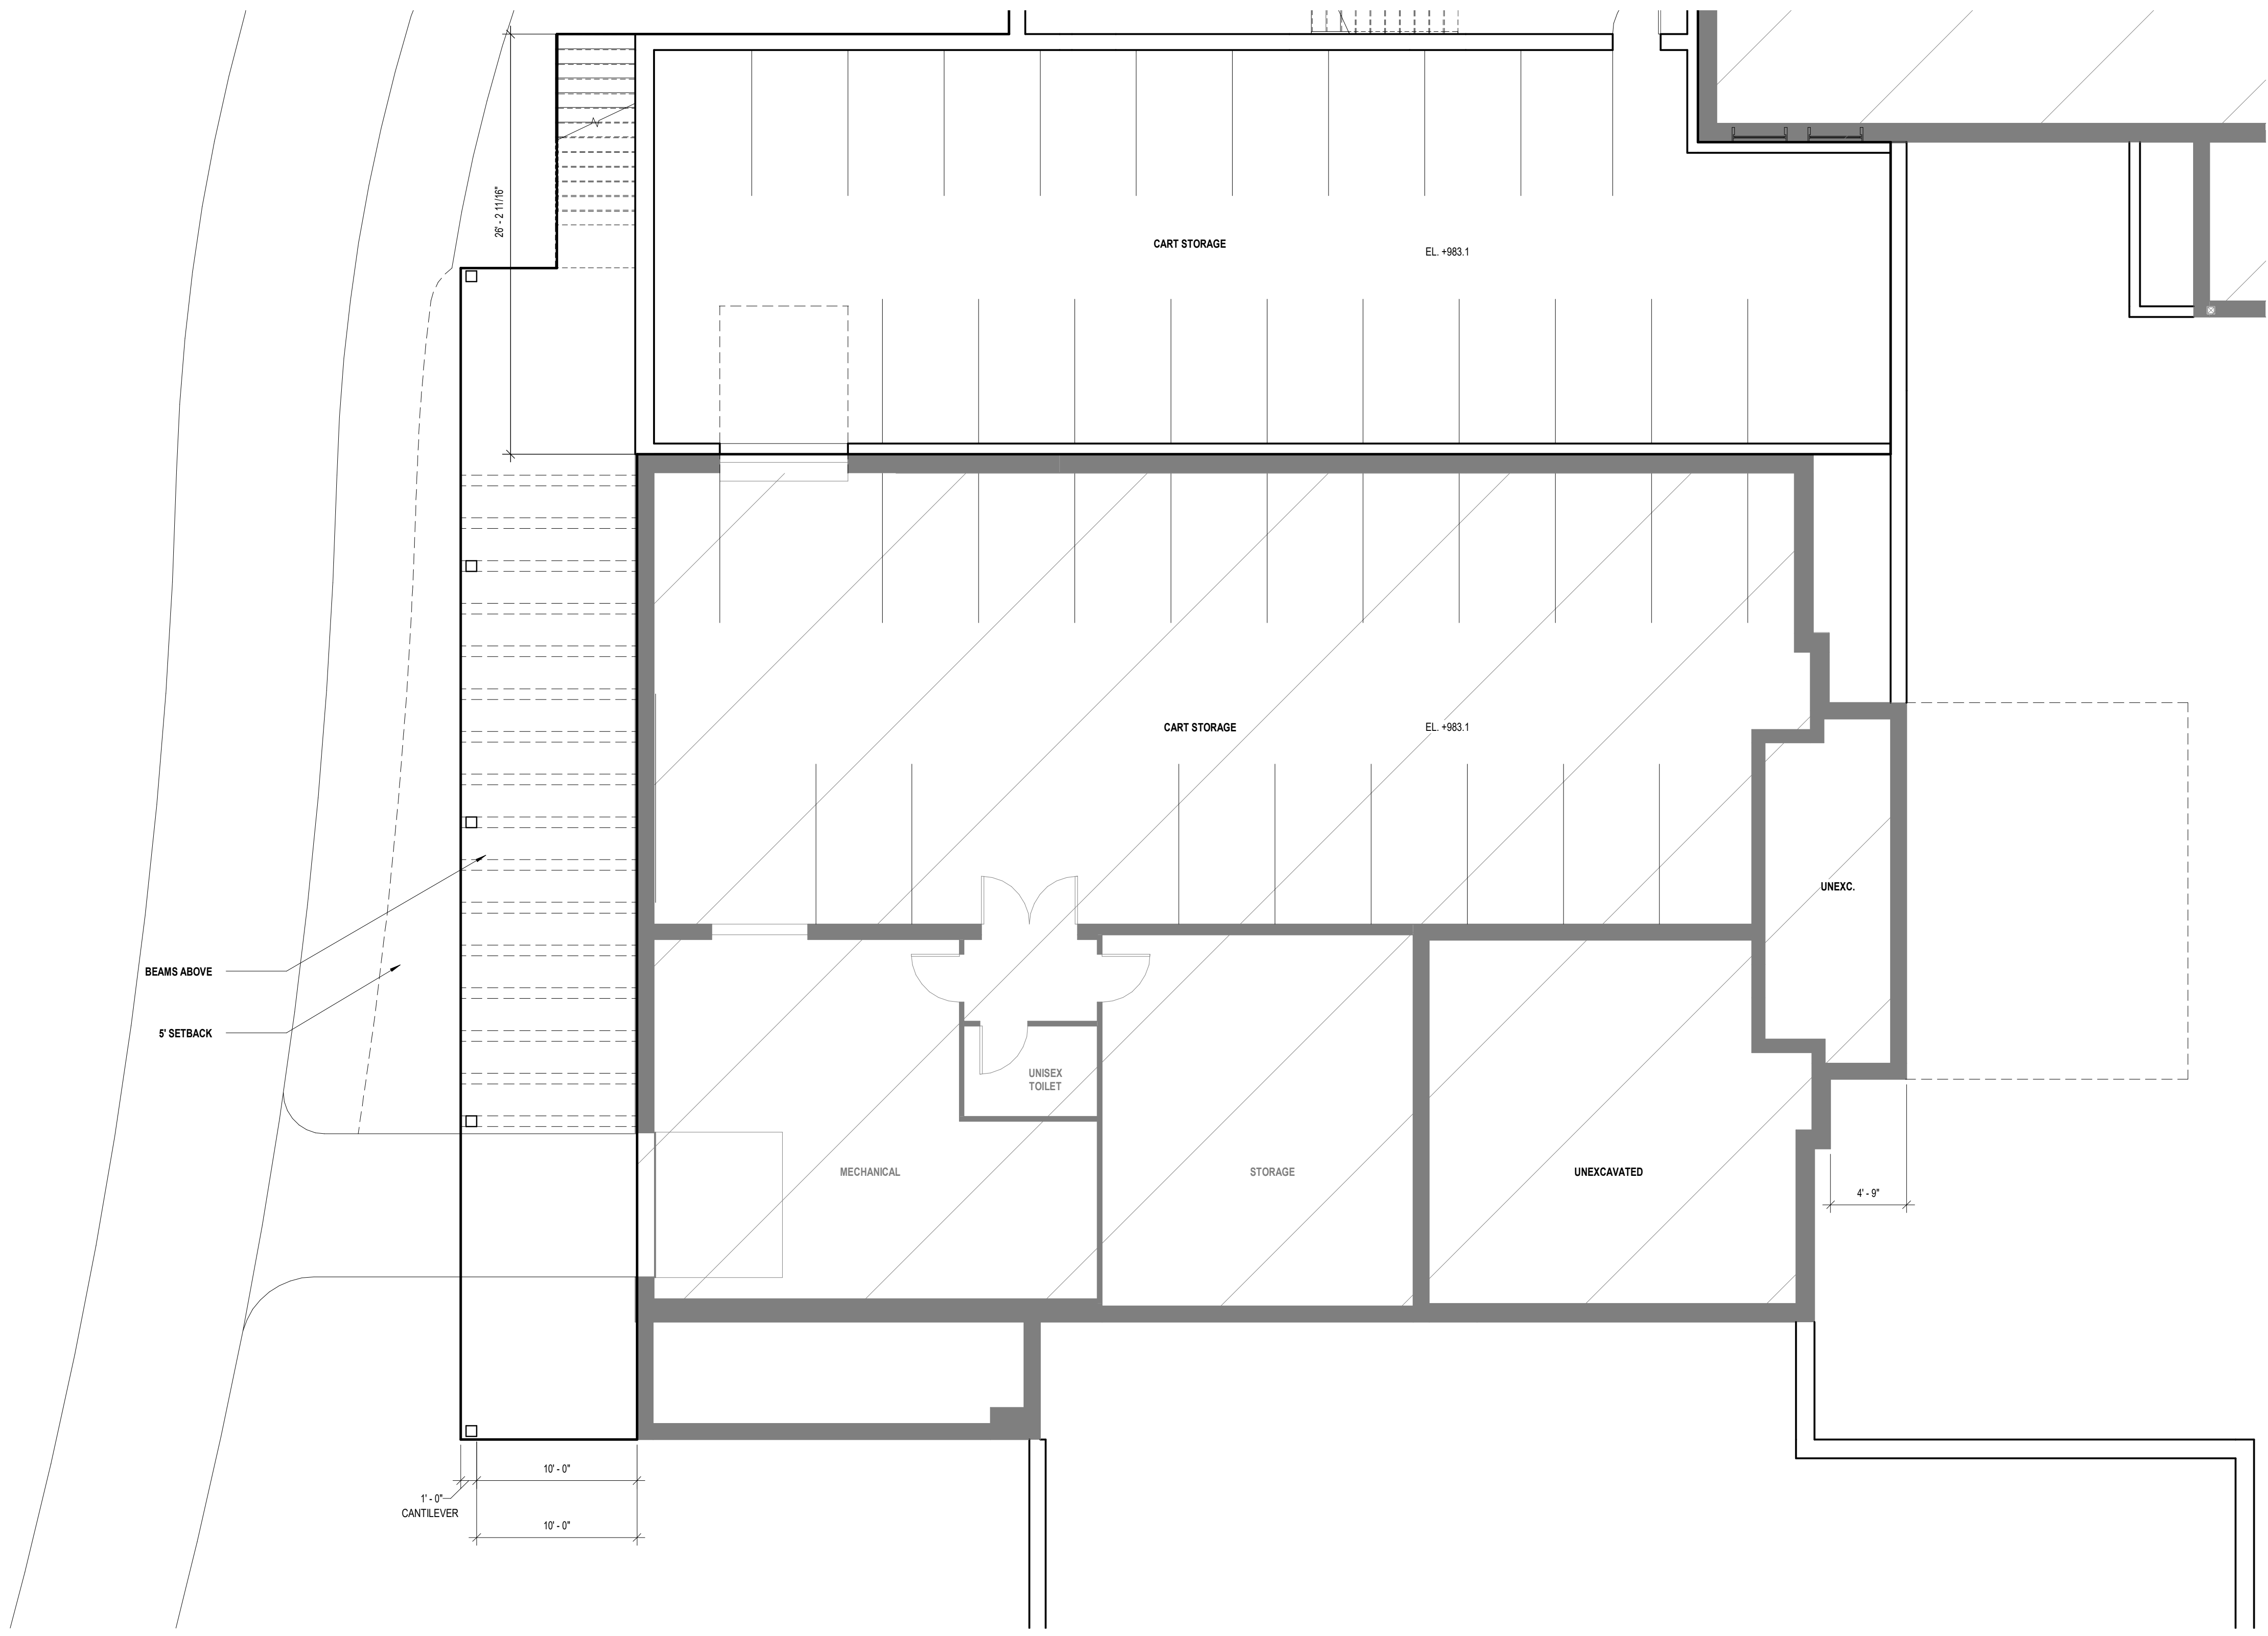 26' - 2 11/16"
CART STORAGE
EL. +983.1
CART STORAGE
EL. +983.1
UNEXC.
BEAMS ABOVE
5' SETBACK
UNISEX
TOILET
MECHANICAL
STORAGE
UNEXCAVATED
4' - 9"
10' - 0"
1' - 0"
CANTILEVER
10' - 0"